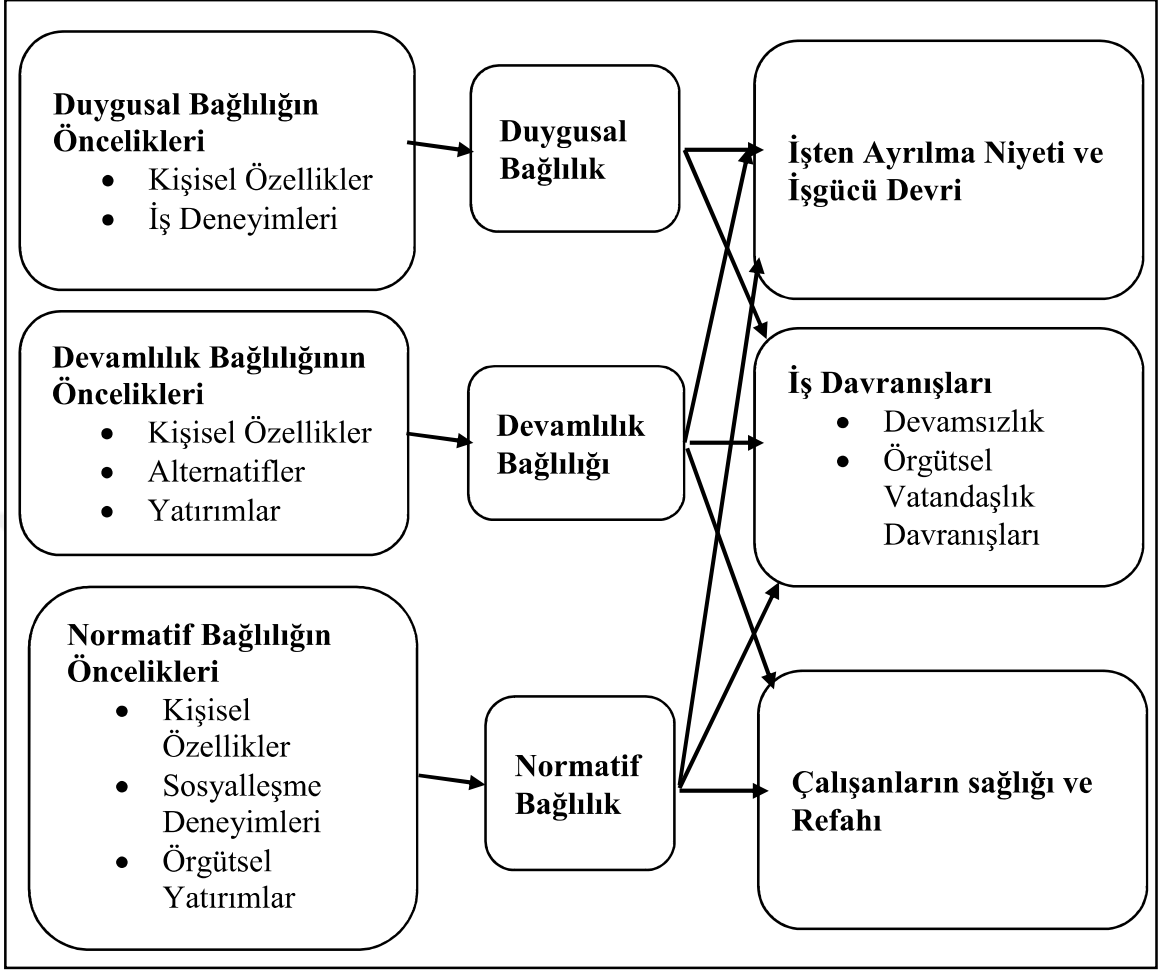 Duygusal Bağlılığın
Öncelikleri
• Kişisel Özellikler
• İş Deneyimleri
Duygusal
Bağlılık
İşten Ayrılma Niyeti ve
İşgücü Devri
Devamlılık Bağlılığının
Öncelikleri
• Kişisel Özellikler
• Alternatifler
• Yatırımlar
Devamlılık
Bağlılığı
İş Davranışları
• Devamsızlık
• Örgütsel
Vatandaşlık
Davranışları
Normatif Bağlılığın
Öncelikleri
• Kişisel
Özellikler
• Sosyalleşme
Deneyimleri
• Örgütsel
Yatırımlar
Normatif
Bağlılık
Çalışanların sağlığı ve
Refahı